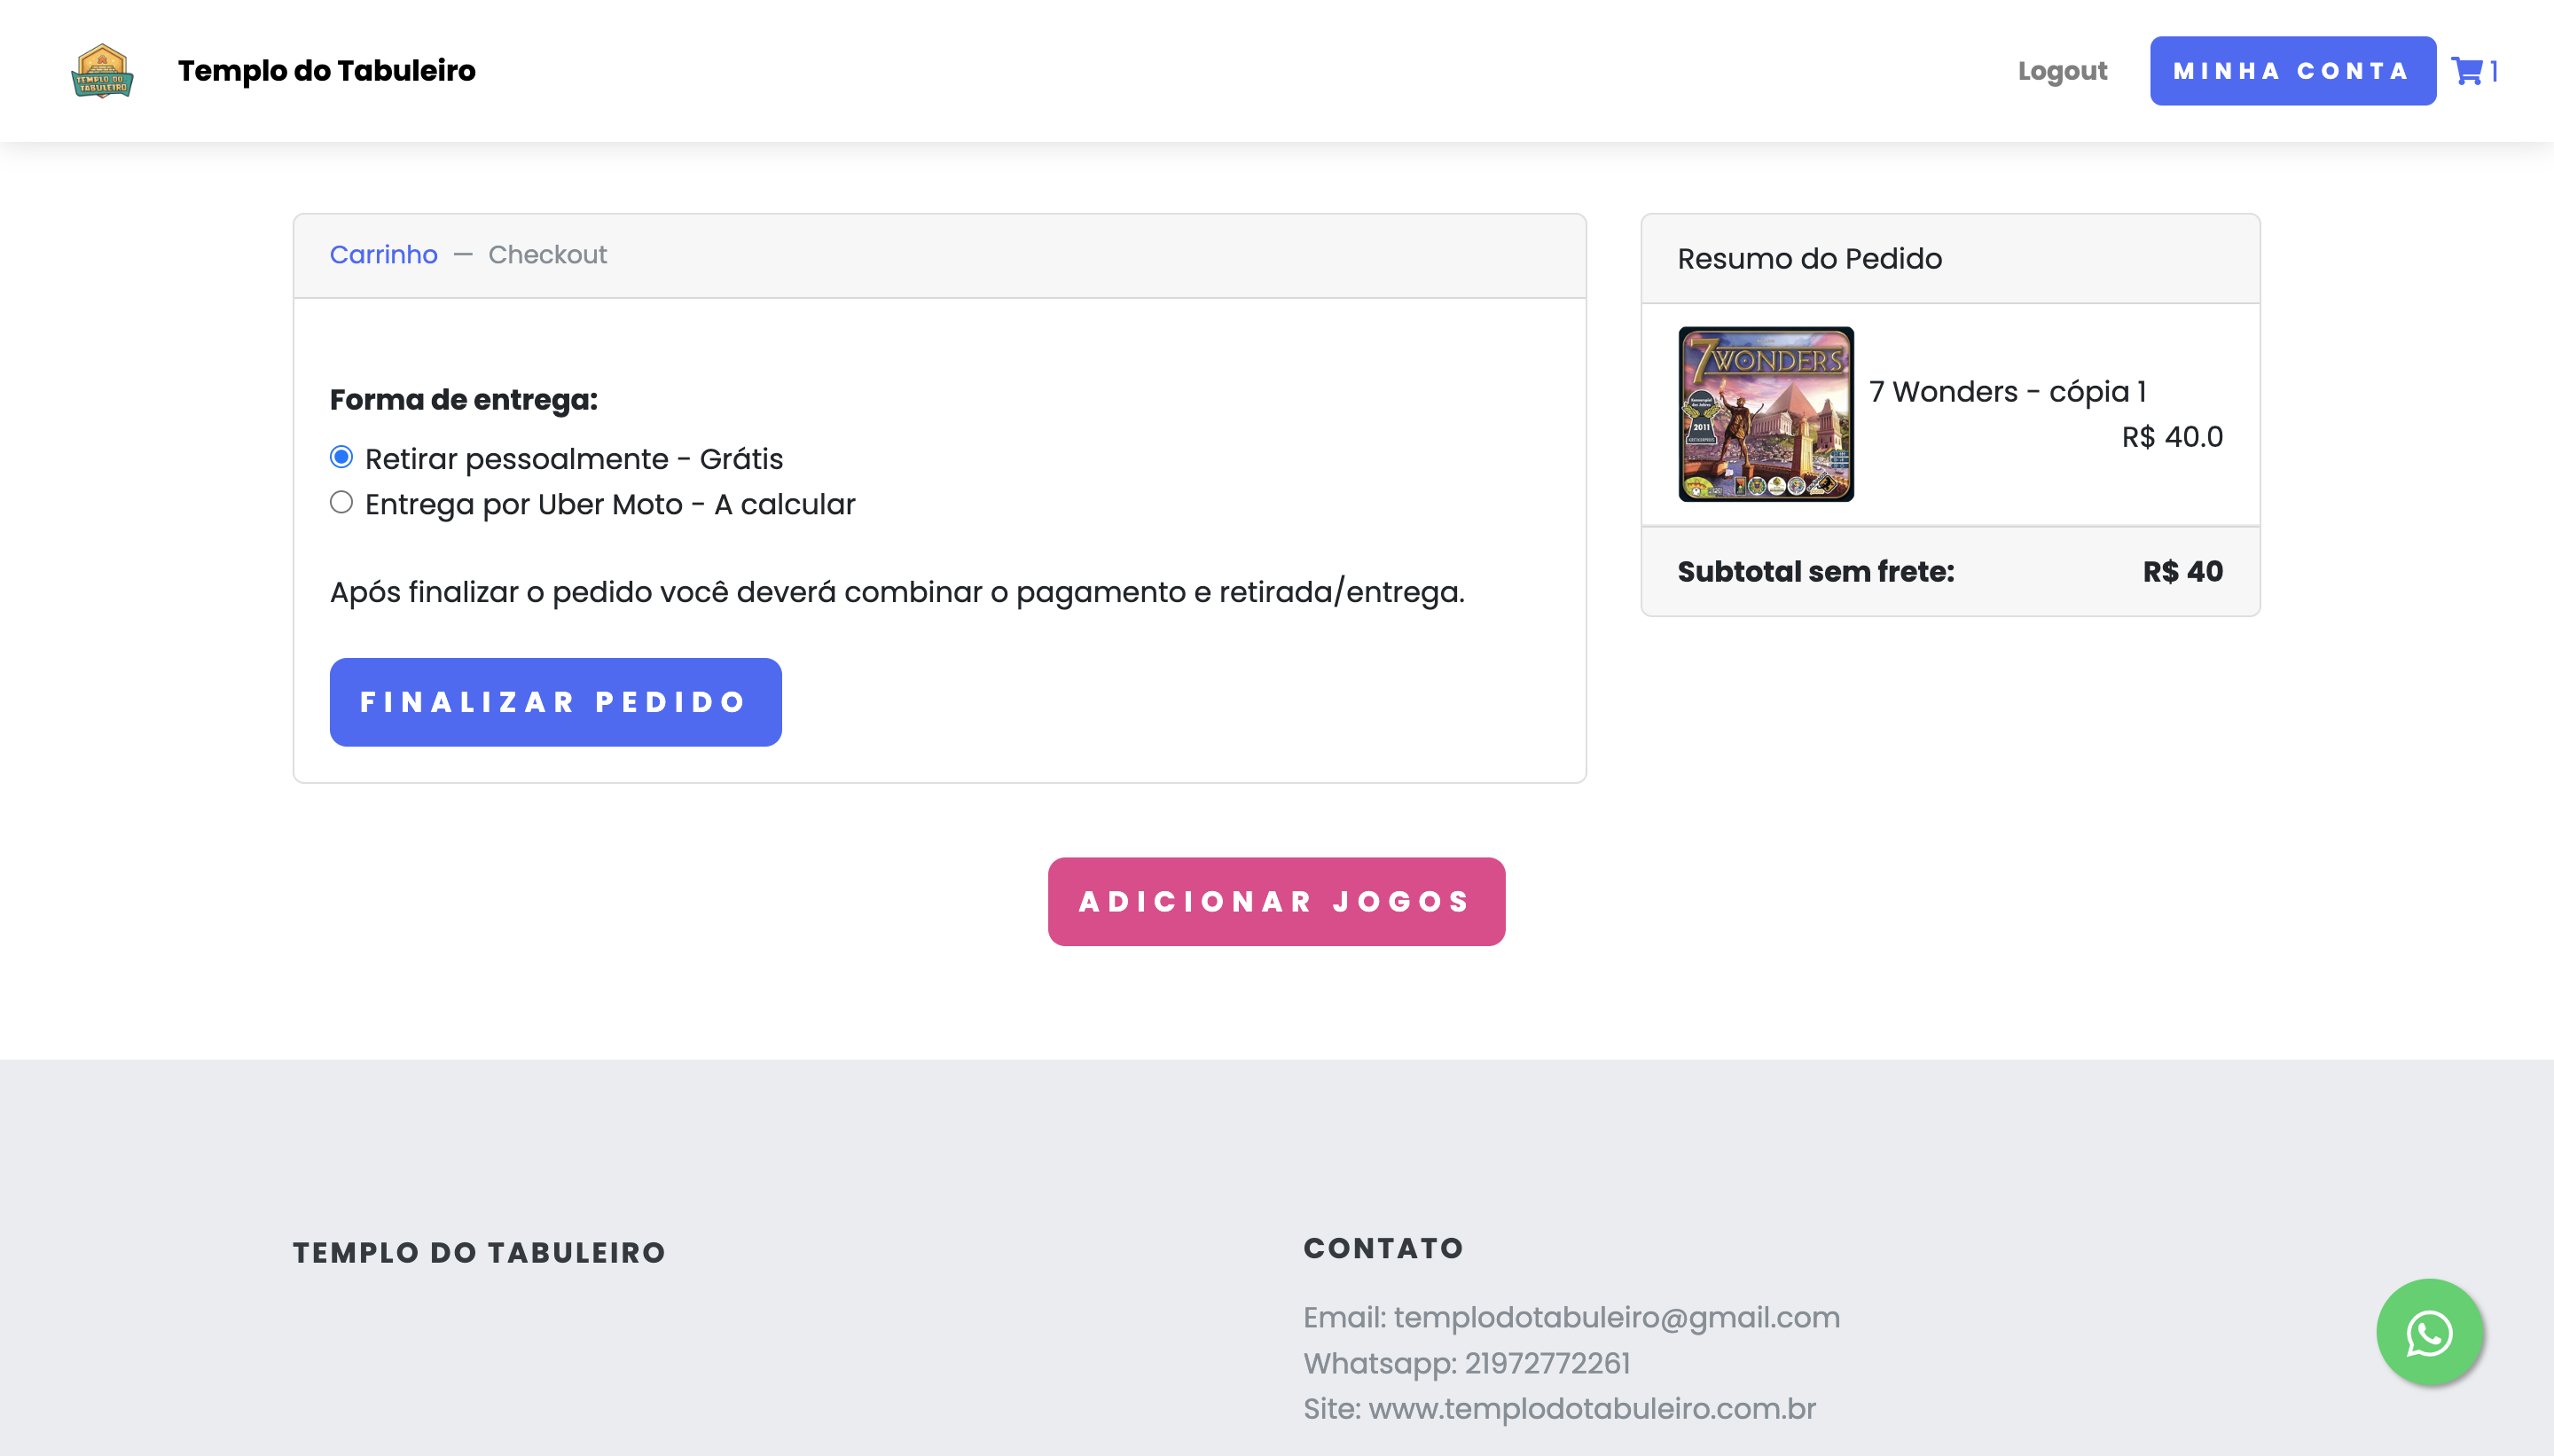 TEMPLO DO
TABULEIRO
Templo do Tabuleiro
Logout
MINHA CONTA
1
Carrinho — Checkout
Forma de entrega:
Retirar pessoalmente - Grátis
Entrega por Uber Moto - A calcular
Após finalizar o pedido você deverá combinar o pagamento e retirada/entrega.
FINALIZAR PEDIDO
Resumo do Pedido
7 WONDERS
2011
7 Wonders - cópia 1
R$ 40.0
Subtotal sem frete: R$ 40
ADICIONAR JOGOS
TEMPLO DO TABULEIRO
CONTATO
Email: templodotabuleiro@gmail.com
Whatsapp: 21972772261
Site: www.templodotabuleiro.com.br